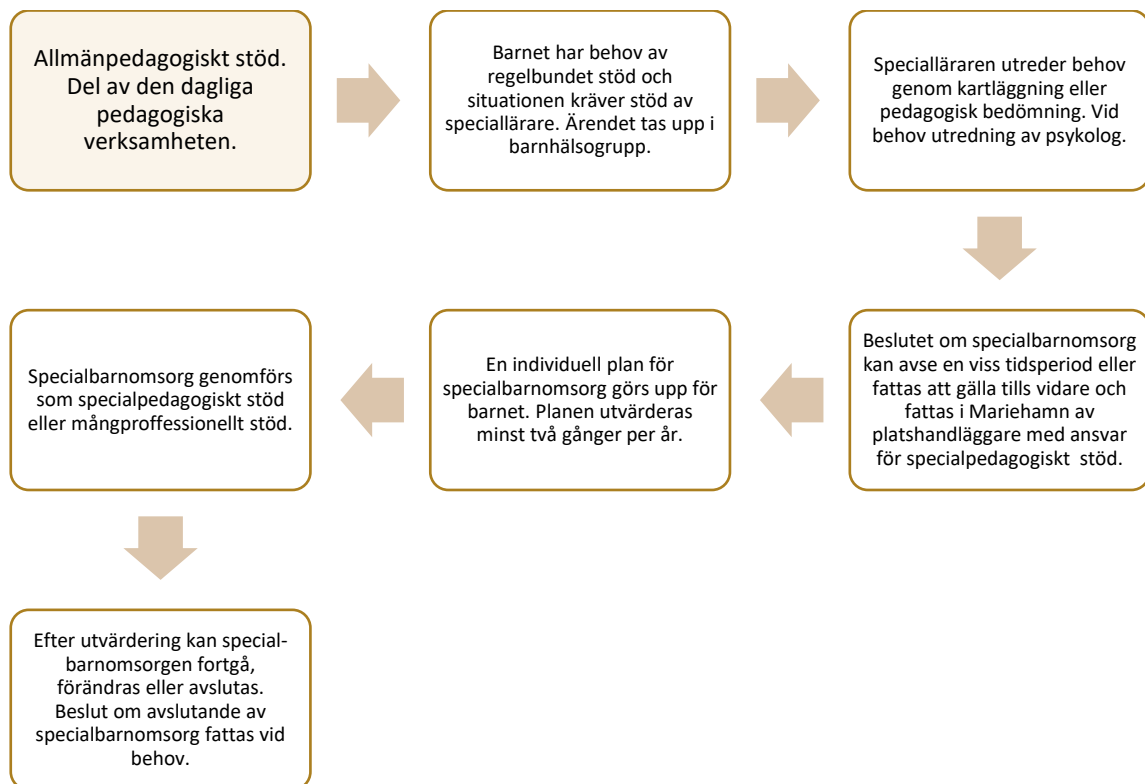 Allmänpedagogiskt stöd.
Del av den dagliga
pedagogiska
verksamheten.
Barnet har behov av
regelbundet stöd och
situationen kräver stöd av
speciallärare. Ärendet tas upp i
barnhälsogrupp.
Specialläraren utreder behov
genom kartläggning eller
pedagogisk bedömning. Vid
behov utredning av psykolog.
Beslutet om specialbarnomsorg
kan avse en viss tidsperiod eller
fattas att gälla tills vidare och
fattas i Mariehamn av
platshandläggare med ansvar
för specialpedagogiskt stöd.
En individuell plan för
specialbarnomsorg görs upp för
barnet. Planen utvärderas
minst två gånger per år.
Specialbarnomsorg genomförs
som specialpedagogiskt stöd
eller mångproffessionellt stöd.
Efter utvärdering kan special-
barnomsorgen fortgå,
förändras eller avslutas.
Beslut om avslutande av
specialbarnomsorg fattas vid
behov.